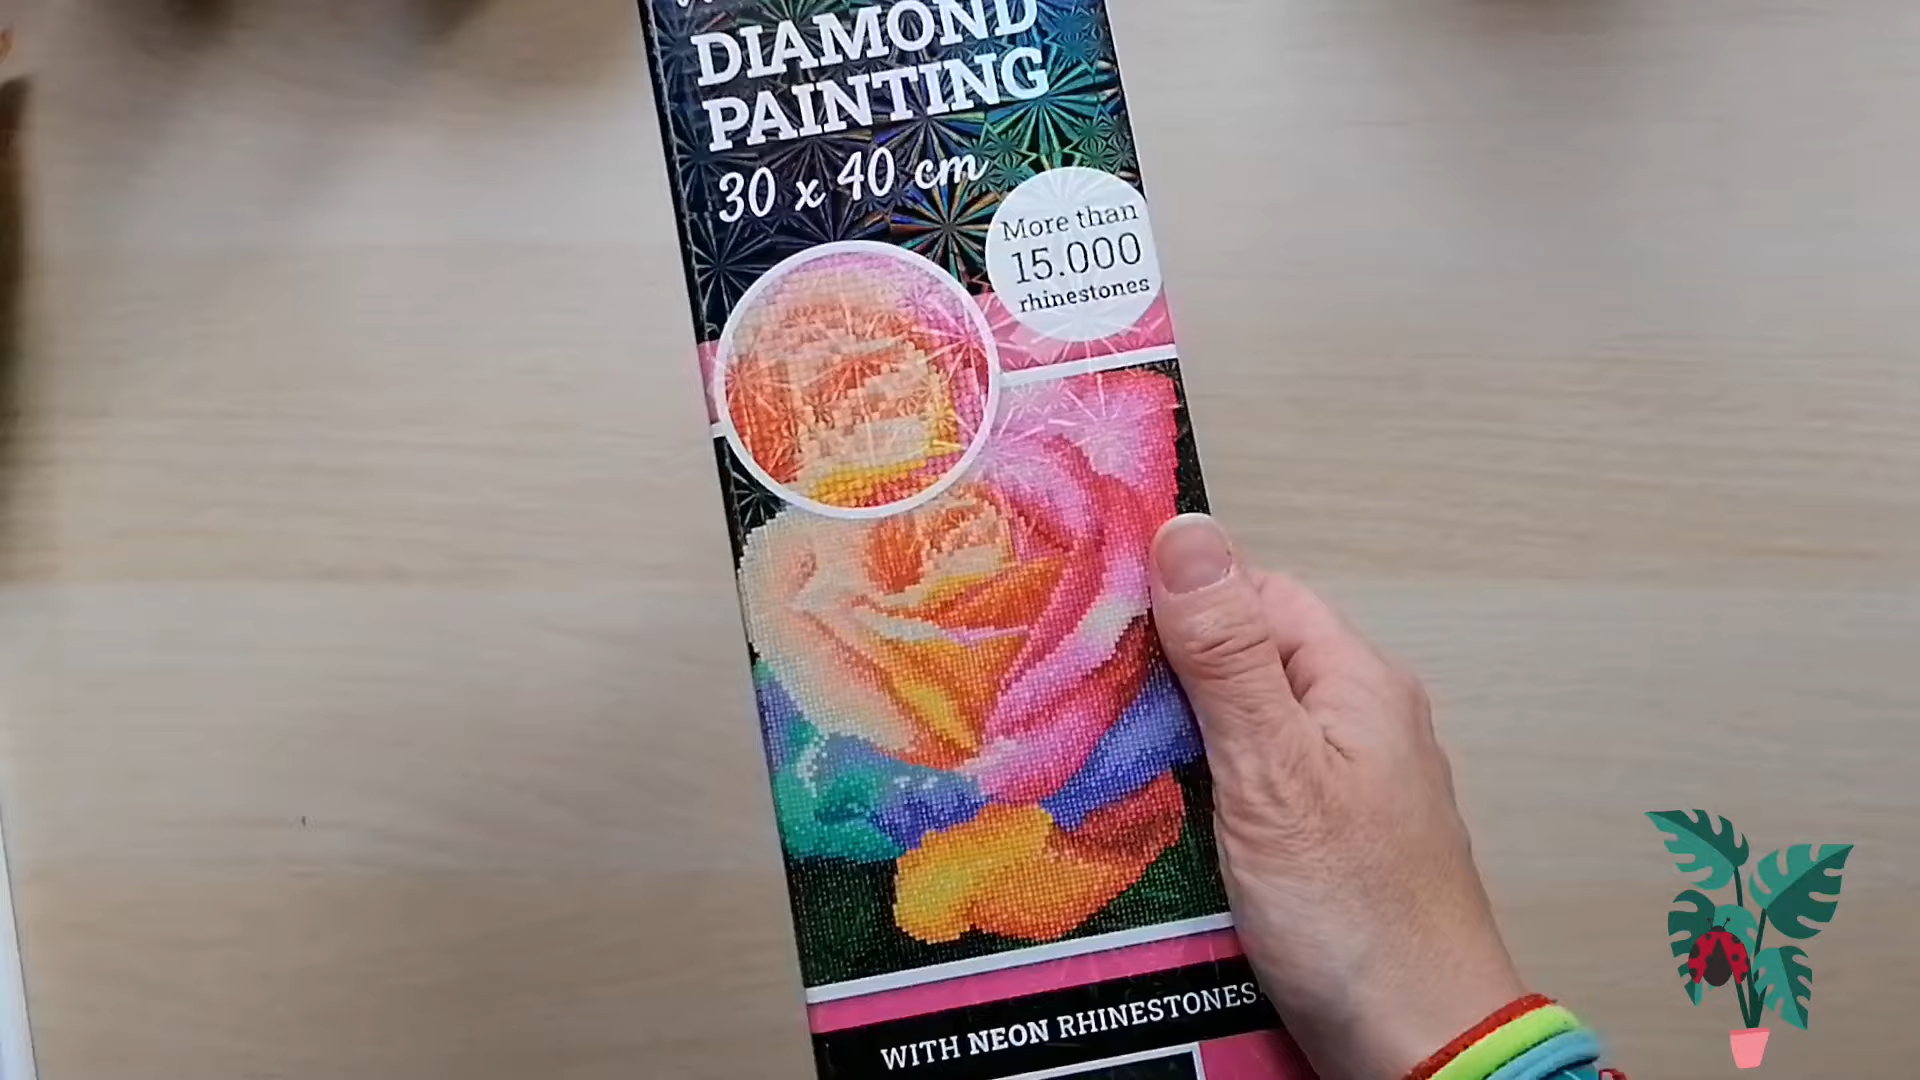 DIAMOND
PAINTING
30 x 40 cm
More than
15.000
rhinestones
WITH NEON RHINESTONES